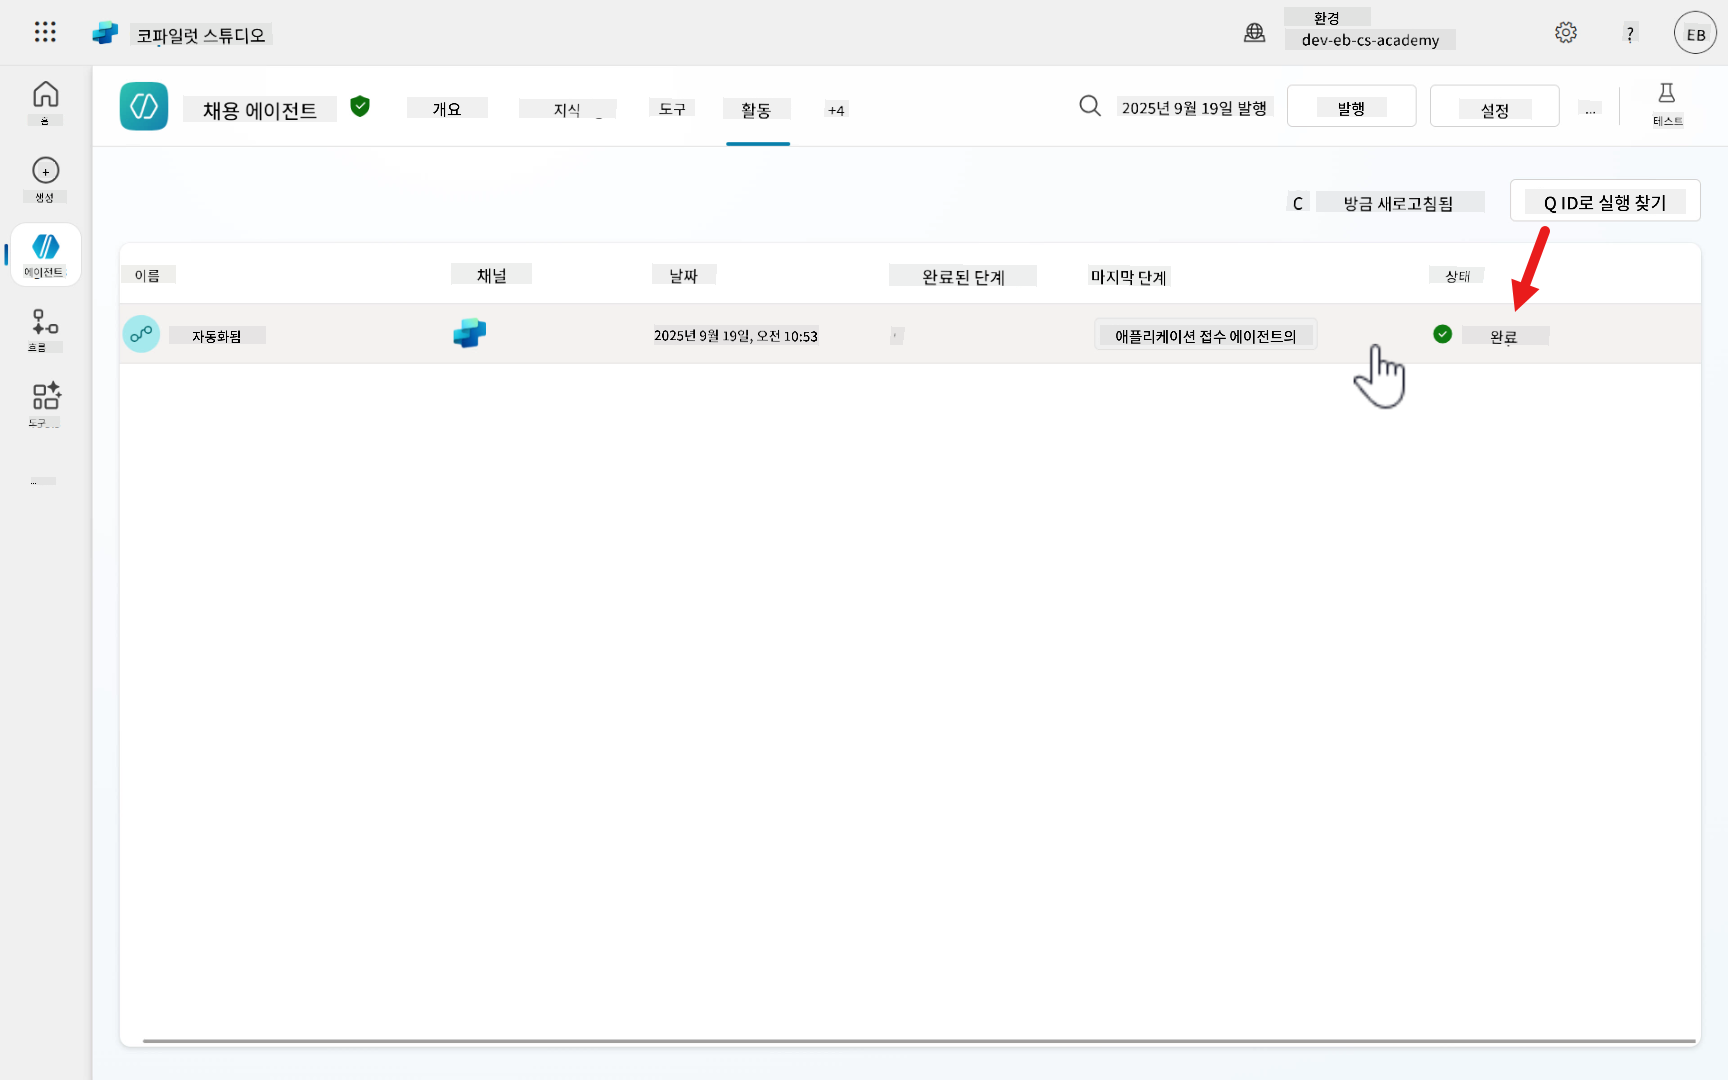 코파일럿 스튜디오
환경
dev-eb-cs-academy
?
EB
홈
생성
에이전트
흐름
도구
...
채용 에이전트
개요
지식
도구
활동
+4
2025년 9월 19일 발행
발행
설정
...
테스트
C 방금 새로고침됨
Q ID로 실행 찾기
이름
채널
날짜
완료된 단계
마지막 단계
상태
자동화됨
2025년 9월 19일, 오전 10:53
애플리케이션 접수 에이전트의
완료